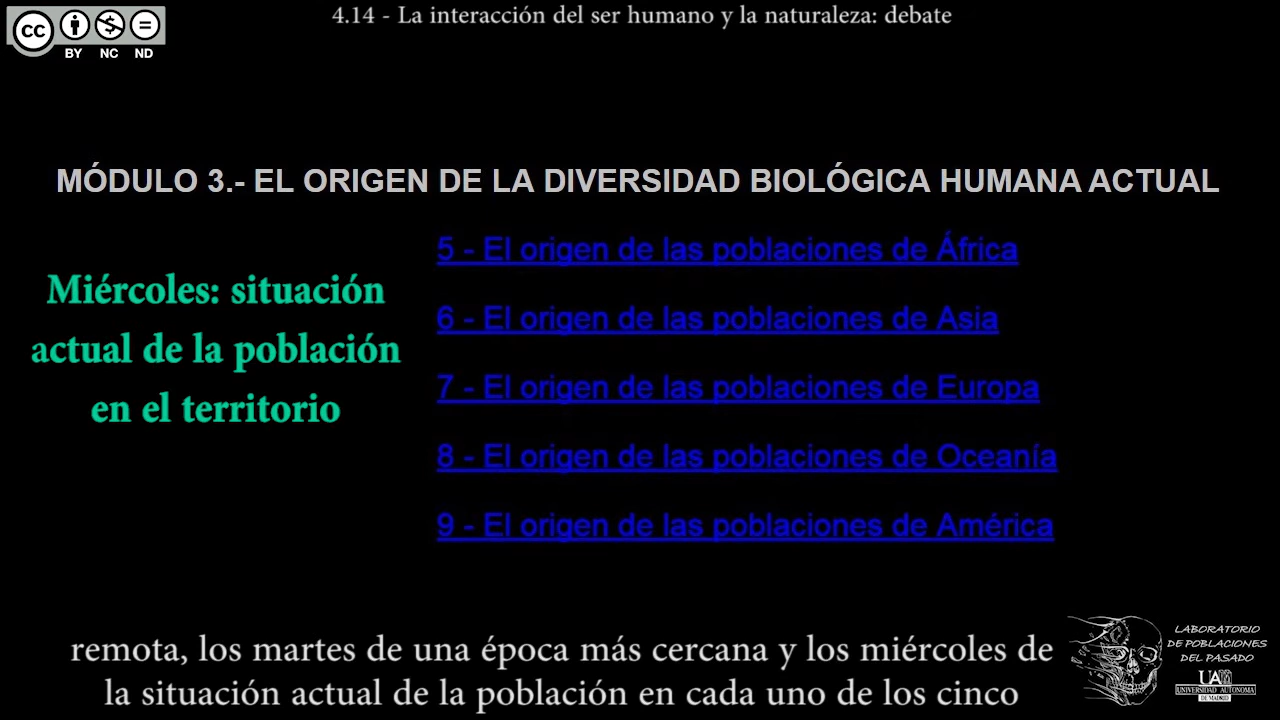 4.14 - La interacción del ser humano y la naturaleza: debate
cc
BY NC ND
MÓDULO 3.- EL ORIGEN DE LA DIVERSIDAD BIOLÓGICA HUMANA ACTUAL
Miércoles: situación
actual de la población
en el territorio
5 - El origen de las poblaciones de África
6 - El origen de las poblaciones de Asia
7 - El origen de las poblaciones de Europa
8 - El origen de las poblaciones de Oceanía
9 - El origen de las poblaciones de América
remota, los martes de una época más cercana y los miércoles de
la situación actual de la población en cada uno de los cinco
LABORATORIO
DE POBLACIONES
DEL PASADO
UAM
UNIVERSIDAD AUTONOMA
DE MADRID